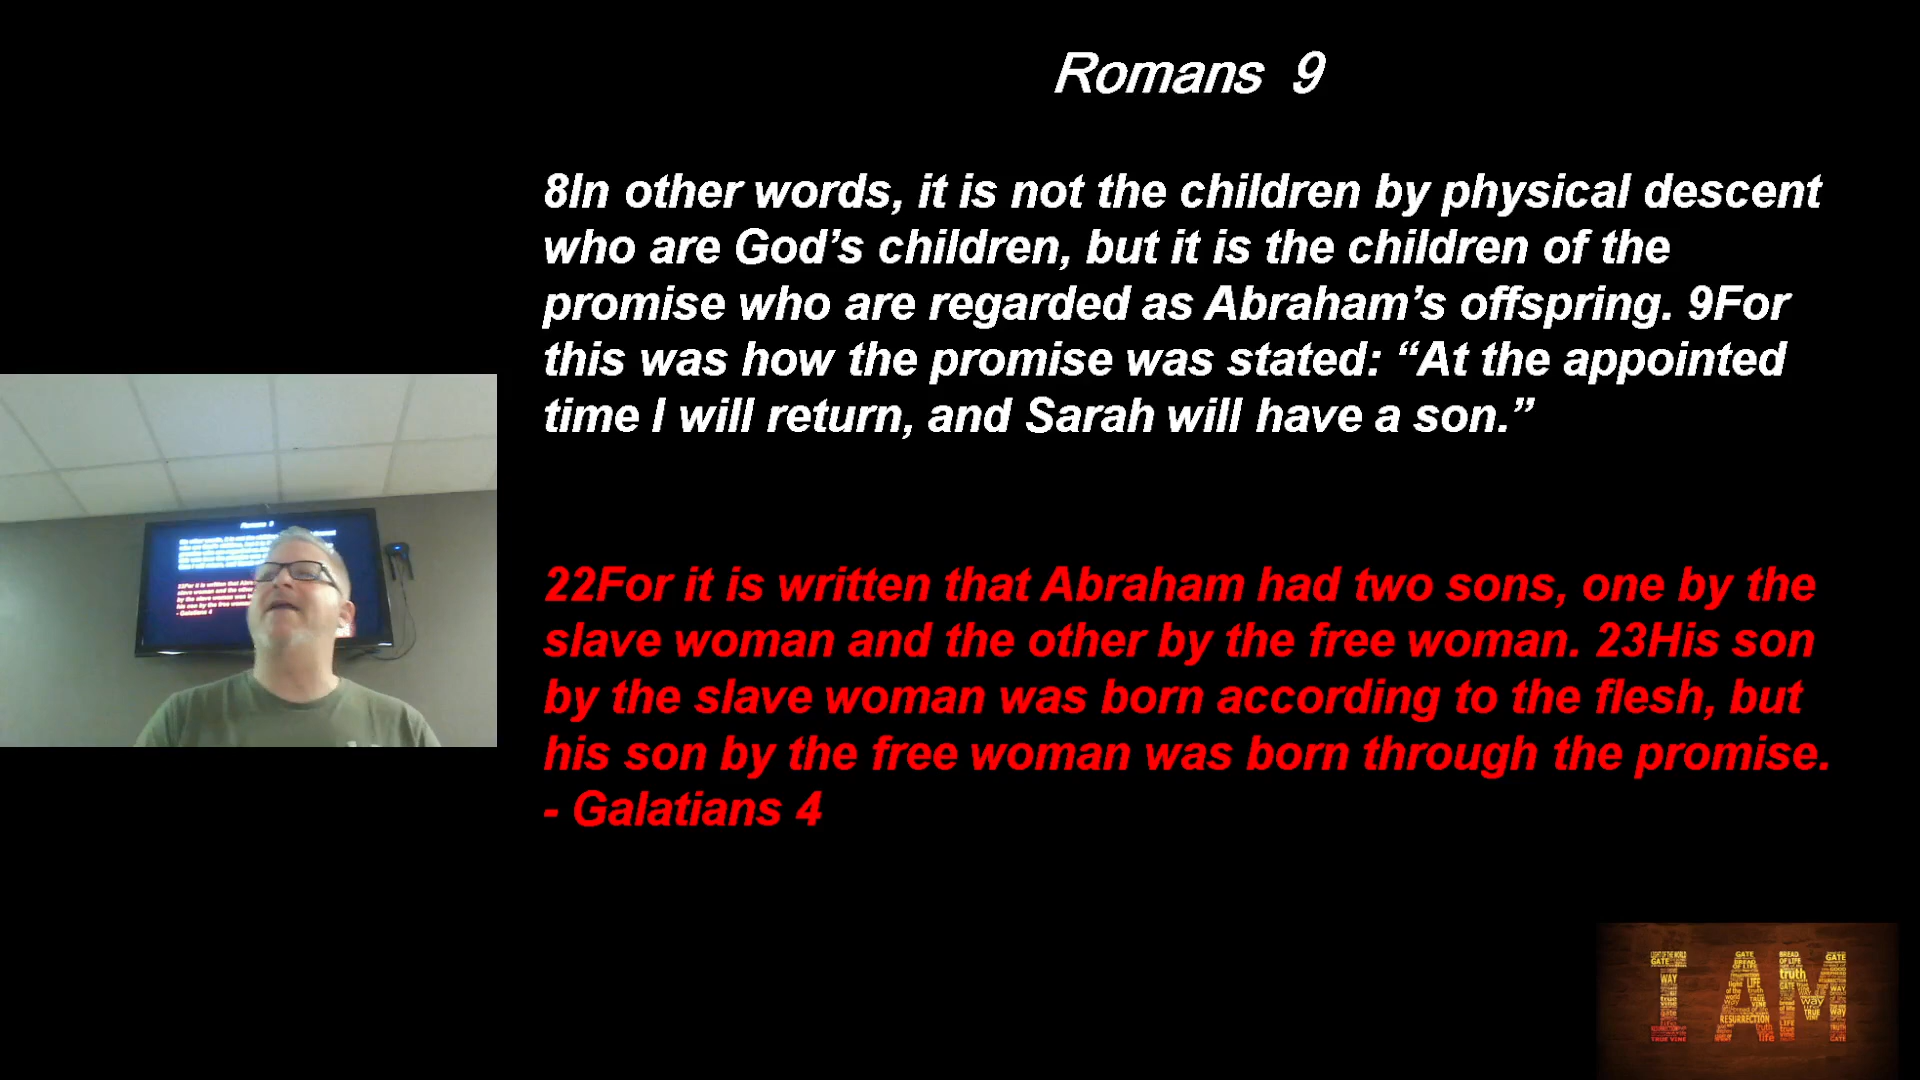 Romans 9
8In other words, it is not the children by physical descent
who are God’s children, but it is the children of the
promise who are regarded as Abraham’s offspring. 9For
this was how the promise was stated: “At the appointed
time I will return, and Sarah will have a son.”
22For it is written that Abraham had two sons, one by the
slave woman and the other by the free woman. 23His son
by the slave woman was born according to the flesh, but
his son by the free woman was born through the promise.
- Galatians 4
I AM